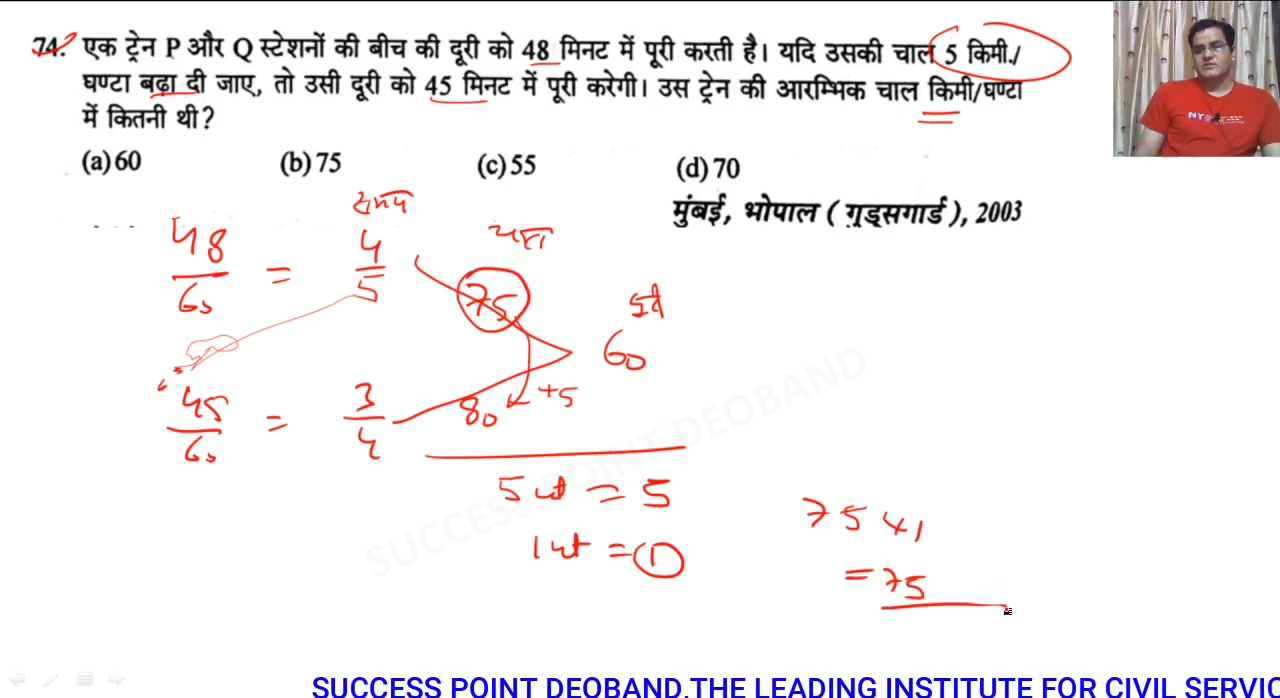 74. एक ट्रेन P और Q स्टेशनों की बीच की दूरी को 48 मिनट में पूरी करती है। यदि उसकी चाल 5 किमी./
घण्टा बढ़ा दी जाए, तो उसी दूरी को 45 मिनट में पूरी करेगी। उस ट्रेन की आरम्भिक चाल किमी/घण्टा
में कितनी थी?
(a) 60 (b) 75 (c) 55 (d) 70
मुंबई, भोपाल ( गुड्सगार्ड ), 2003
समय
48/60 = 4/5 75 60
45/60 = 3/4 80 +5
5 = 5
1 = 1
75 × 1
= 75
SUCCESS POINT DEOBAND
SUCCESS POINT DEOBAND.THE LEADING INSTITUTE FOR CIVIL SERVIC